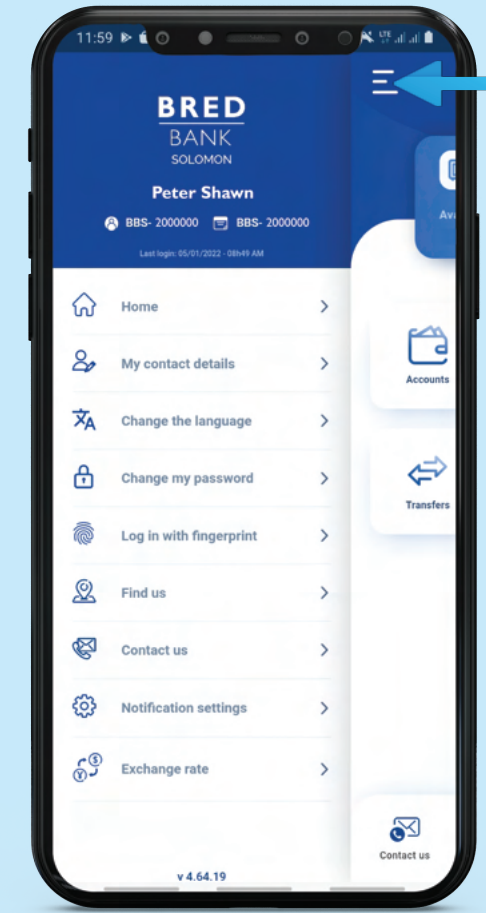 11:59
LTE
BRED
BANK
SOLOMON
Peter Shawn
BBS- 2000000 BBS- 2000000
Last login: 05/01/2022 - 08h49 AM
Home
My contact details
Change the language
Change my password
Log in with fingerprint
Find us
Contact us
Notification settings
Exchange rate
v 4.64.19
Ava
Accounts
Transfers
Contact us